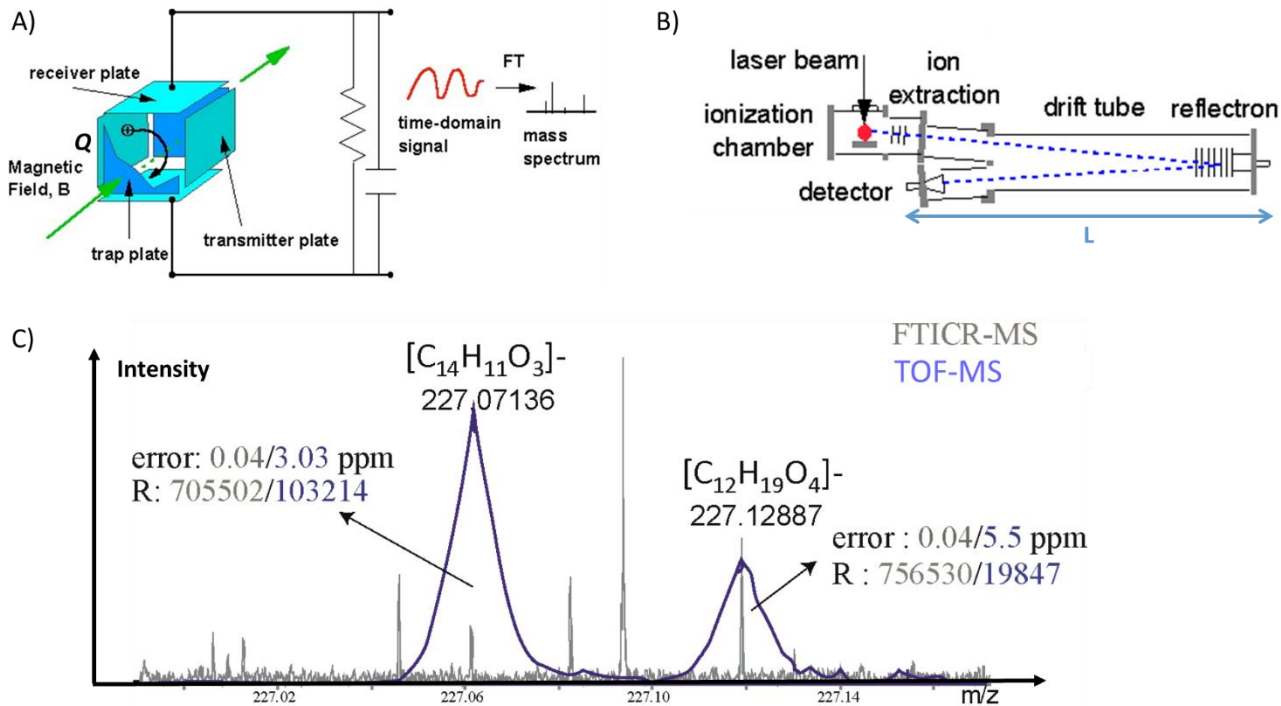 A)
receiver plate
Q
Magnetic
Field, B
trap plate
transmitter plate
time-domain
signal
FT
mass
spectrum
B)
laser beam
ion
extraction
ionization
chamber
drift tube
reflectron
detector
L
C)
Intensity
FTICR-MS
TOF-MS
[C₁₄H₁₁O₃]-
227.07136
error: 0.04/3.03 ppm
R: 705502/103214
[C₁₂H₁₉O₄]-
227.12887
error : 0.04/5.5 ppm
R : 756530/19847
227.02
227.06
227.10
227.14
m/z